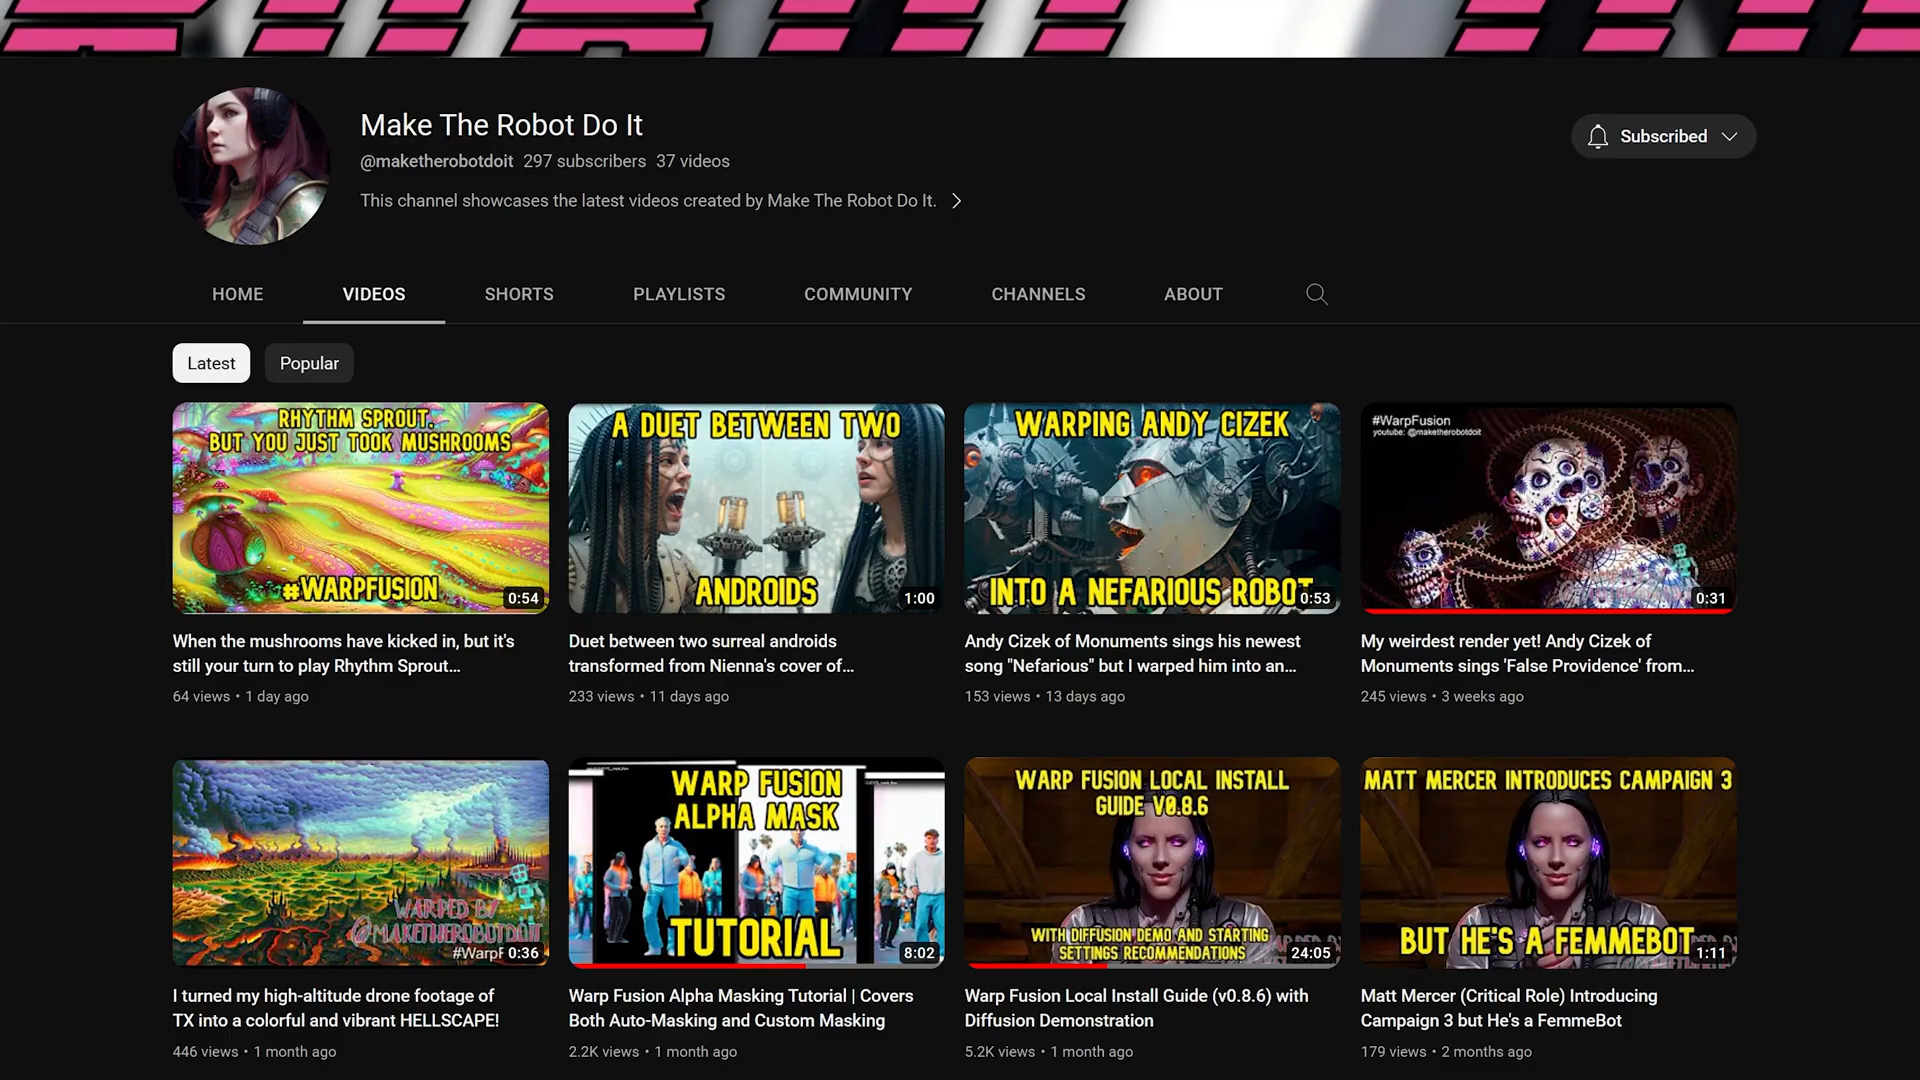 Make The Robot Do It
@maketherobotdoit 297 subscribers 37 videos
This channel showcases the latest videos created by Make The Robot Do It.
Subscribed
HOME VIDEOS SHORTS PLAYLISTS COMMUNITY CHANNELS ABOUT
Latest Popular
RHYTHM SPROUT.
BUT YOU JUST TOOK MUSHROOMS
#WARPFUSION
0:54
A DUET BETWEEN TWO
ANDROIDS
1:00
WARPING ANDY CIZEK
INTO A NEFARIOUS ROBOT
0:53
#WarpFusion
youtube: @maketherobotdoit
0:31
When the mushrooms have kicked in, but it's
still your turn to play Rhythm Sprout...
64 views • 1 day ago
Duet between two surreal androids
transformed from Nienna's cover of...
233 views • 11 days ago
Andy Cizek of Monuments sings his newest
song "Nefarious" but I warped him into an...
153 views • 13 days ago
My weirdest render yet! Andy Cizek of
Monuments sings 'False Providence' from...
245 views • 3 weeks ago
WARPED BY
@MAKETHEROBOTDOIT
#WarpF
0:36
WARP FUSION
ALPHA MASK
TUTORIAL
8:02
WARP FUSION LOCAL INSTALL
GUIDE V0.8.6
WITH DIFFUSION DEMO AND STARTING
SETTINGS RECOMMENDATIONS
24:05
MATT MERCER INTRODUCES CAMPAIGN 3
BUT HE'S A FEMMEBOT
1:11
I turned my high-altitude drone footage of
TX into a colorful and vibrant HELLSCAPE!
446 views • 1 month ago
Warp Fusion Alpha Masking Tutorial | Covers
Both Auto-Masking and Custom Masking
2.2K views • 1 month ago
Warp Fusion Local Install Guide (v0.8.6) with
Diffusion Demonstration
5.2K views • 1 month ago
Matt Mercer (Critical Role) Introducing
Campaign 3 but He's a FemmeBot
179 views • 2 months ago